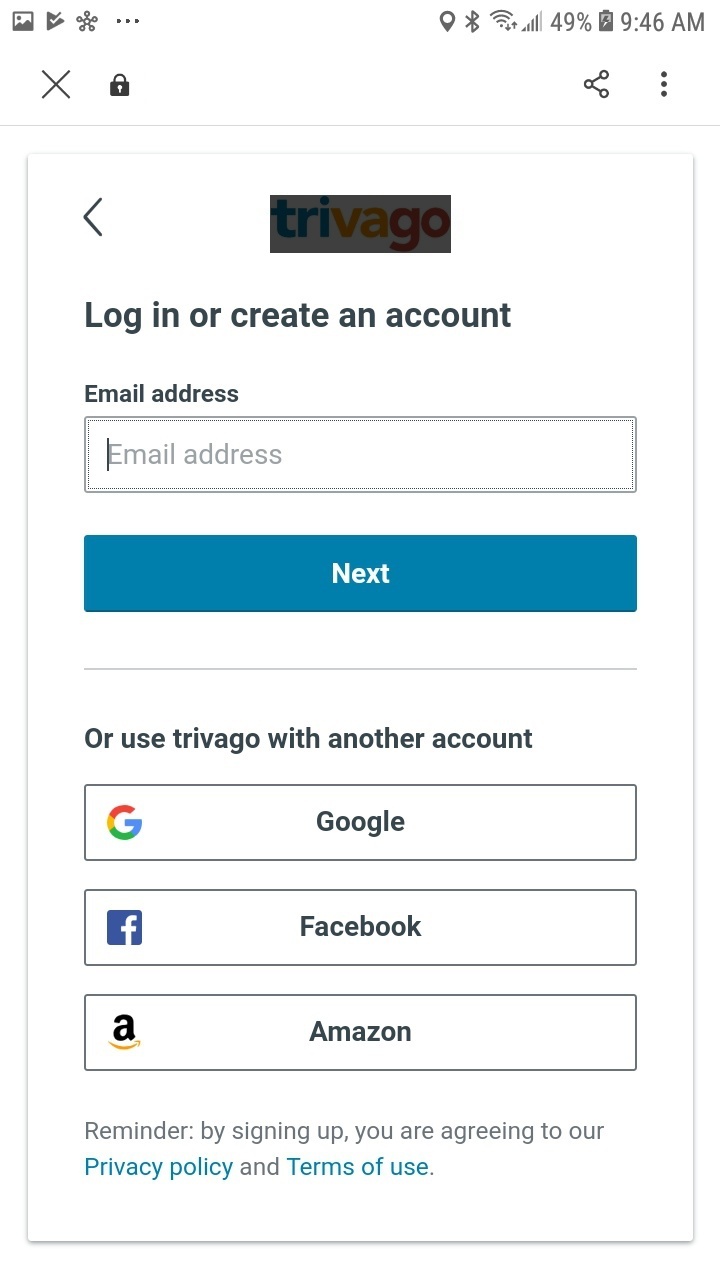 49% 9:46 AM
trivago
Log in or create an account
Email address
Email address
Next
Or use trivago with another account
Google
Facebook
Amazon
Reminder: by signing up, you are agreeing to our
Privacy policy and Terms of use.